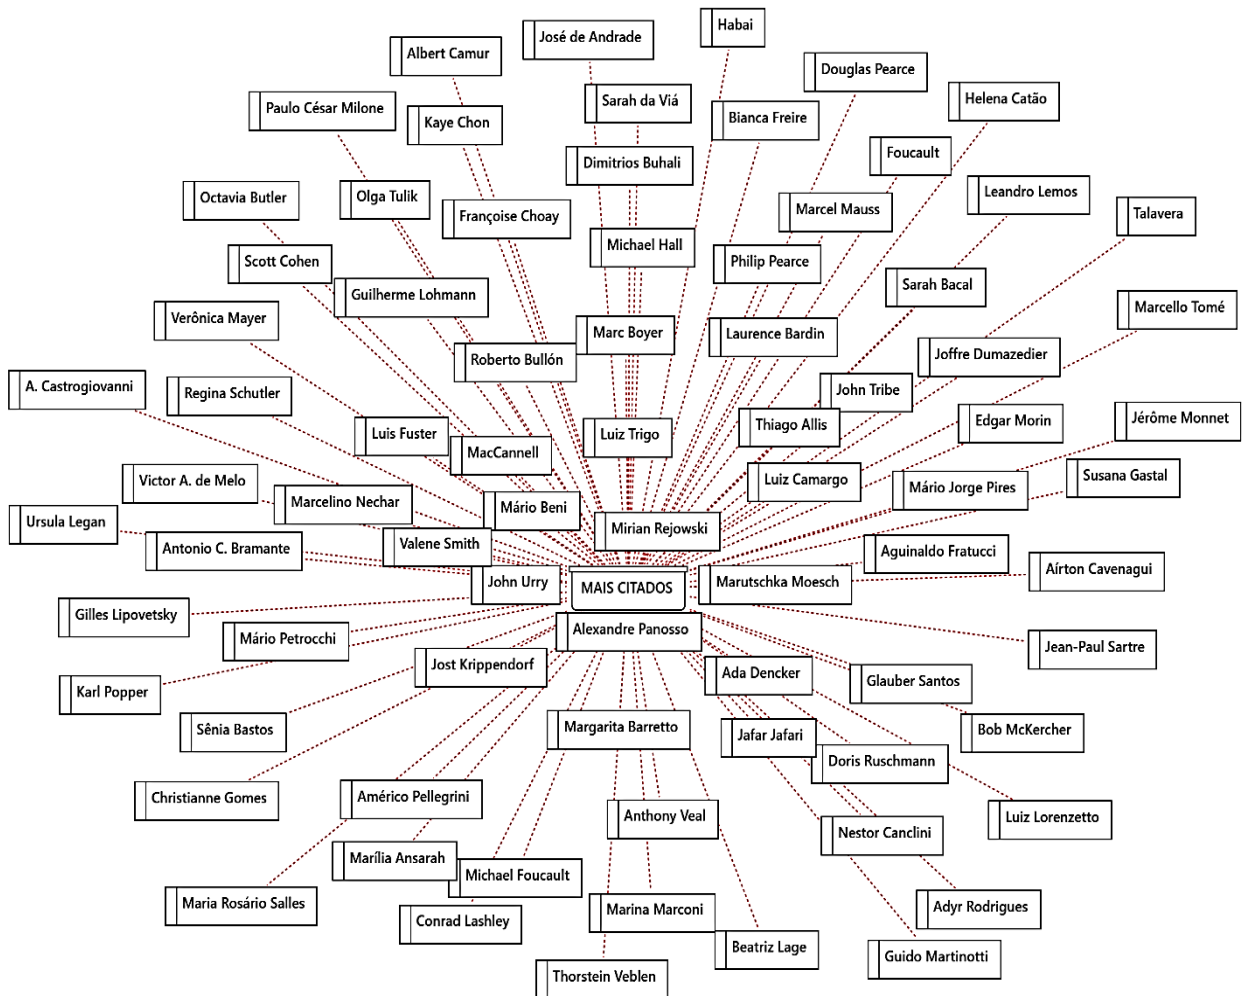 Habai
José de Andrade
Albert Camur
Douglas Pearce
Helena Catão
Sarah da Viá
Paulo César Milone
Kaye Chon
Bianca Freire
Foucault
Dimitrios Buhali
Leandro Lemos
Octavia Butler
Olga Tulik
Françoise Choay
Marcel Mauss
Talavera
Michael Hall
Scott Cohen
Philip Pearce
Sarah Bacal
Guilherme Lohmann
Marcello Tomé
Verônica Mayer
Marc Boyer
Laurence Bardin
Joffre Dumazedier
Roberto Bullón
A. Castrogiovanni
Regina Schutler
John Tribe
Jérôme Monnet
Edgar Morin
Thiago Allis
Luis Fuster
Luiz Trigo
MacCannell
Susana Gastal
Victor A. de Melo
Luiz Camargo
Mário Jorge Pires
Marcelino Nechar
Mário Beni
Ursula Legan
Mirian Rejowski
Antonio C. Bramante
Valene Smith
Aguinaldo Fratucci
Aírton Cavenagui
John Urry
MAIS CITADOS
Marutschka Moesch
Gilles Lipovetsky
Alexandre Panosso
Mário Petrocchi
Jean-Paul Sartre
Jost Krippendorf
Ada Dencker
Glauber Santos
Karl Popper
Sênia Bastos
Margarita Barretto
Jafar Jafari
Bob McKercher
Doris Ruschmann
Christianne Gomes
Américo Pellegrini
Anthony Veal
Luiz Lorenzetto
Nestor Canclini
Marília Ansarah
Michael Foucault
Maria Rosário Salles
Conrad Lashley
Marina Marconi
Adyr Rodrigues
Beatriz Lage
Guido Martinotti
Thorstein Veblen